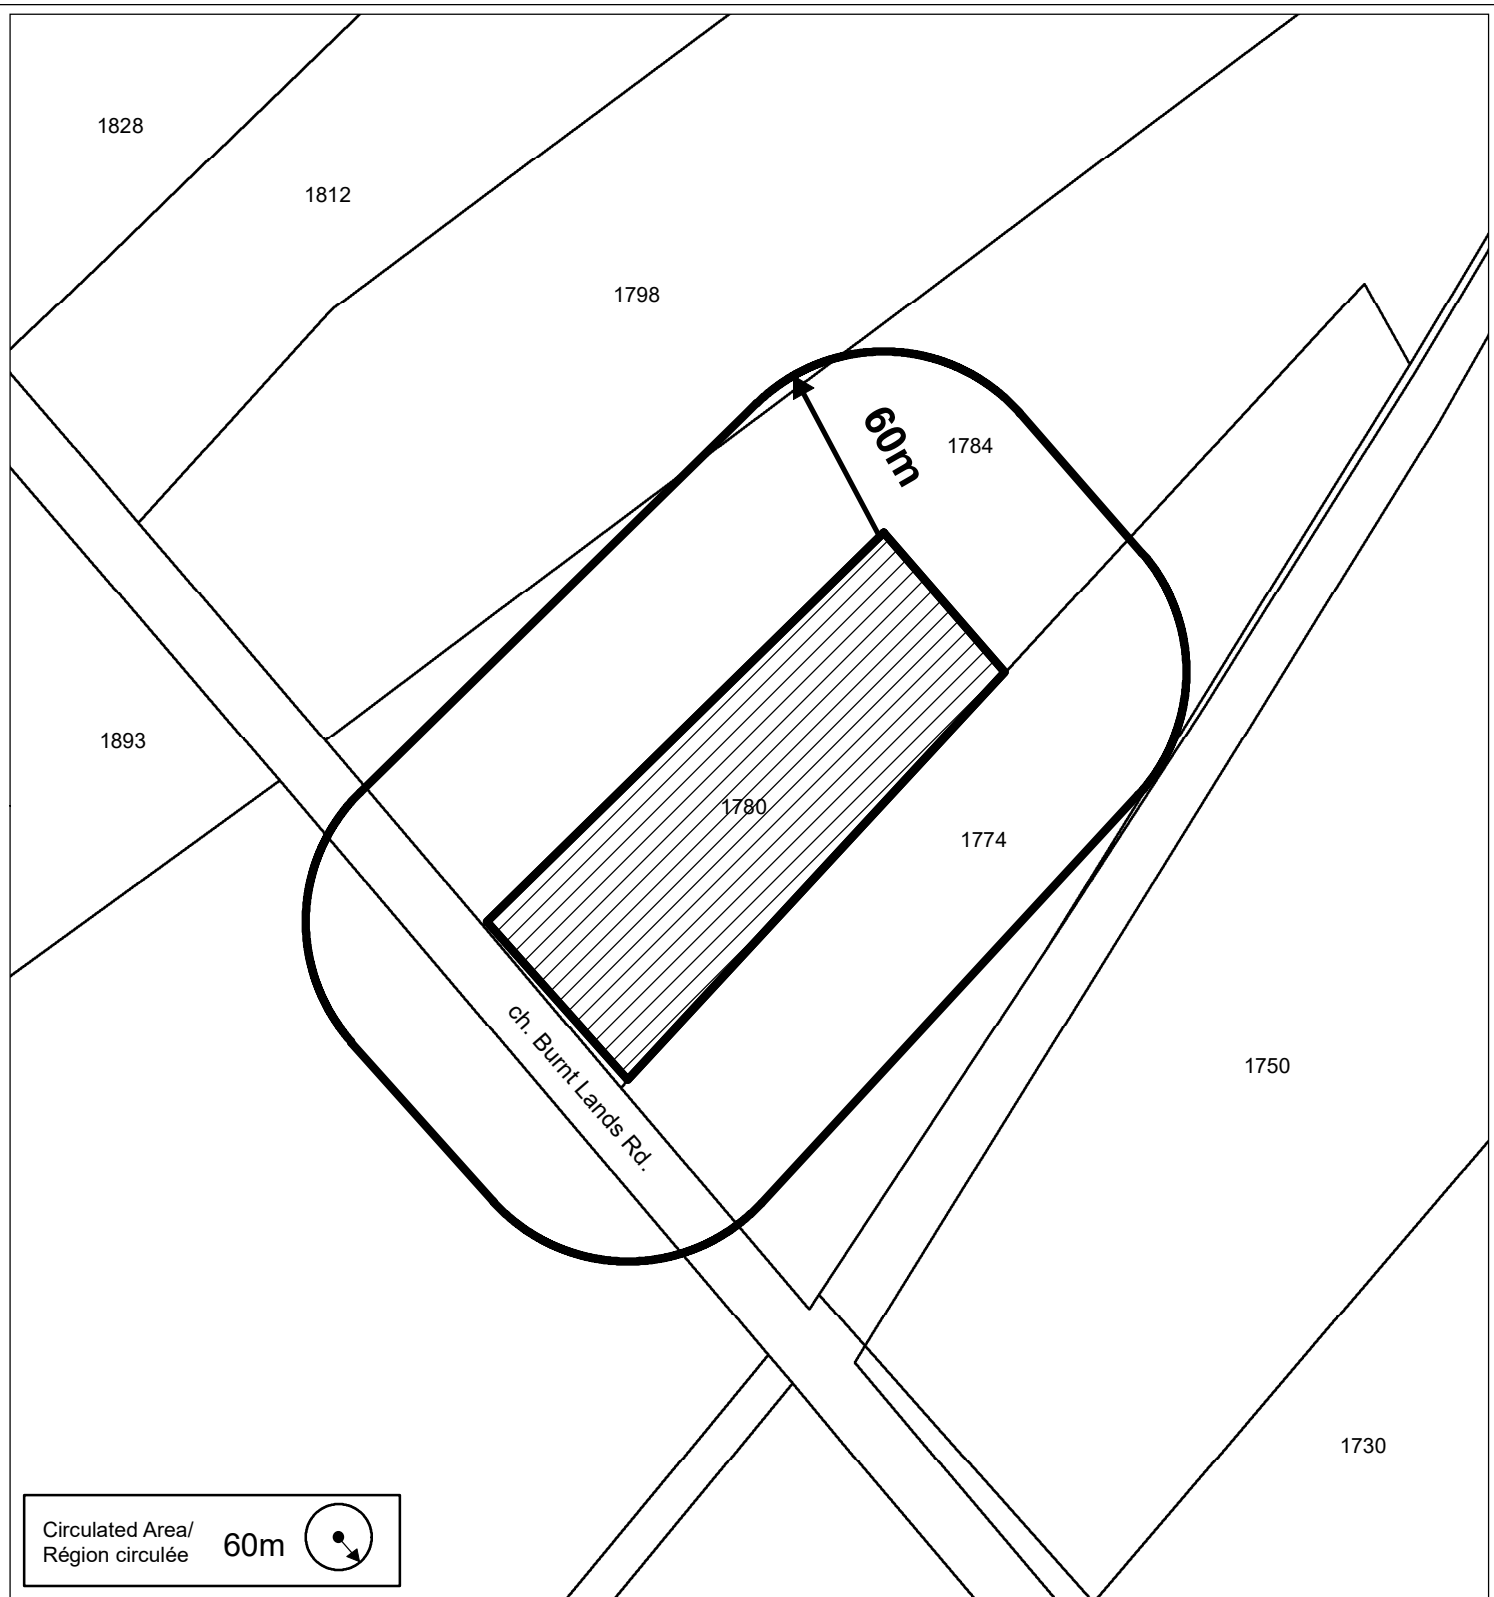 1828
1812
1798
60m
1784
1893
1780
1774
ch. Burnt Lands Rd.
1750
1730
Circulated Area/
Région circulée
60m